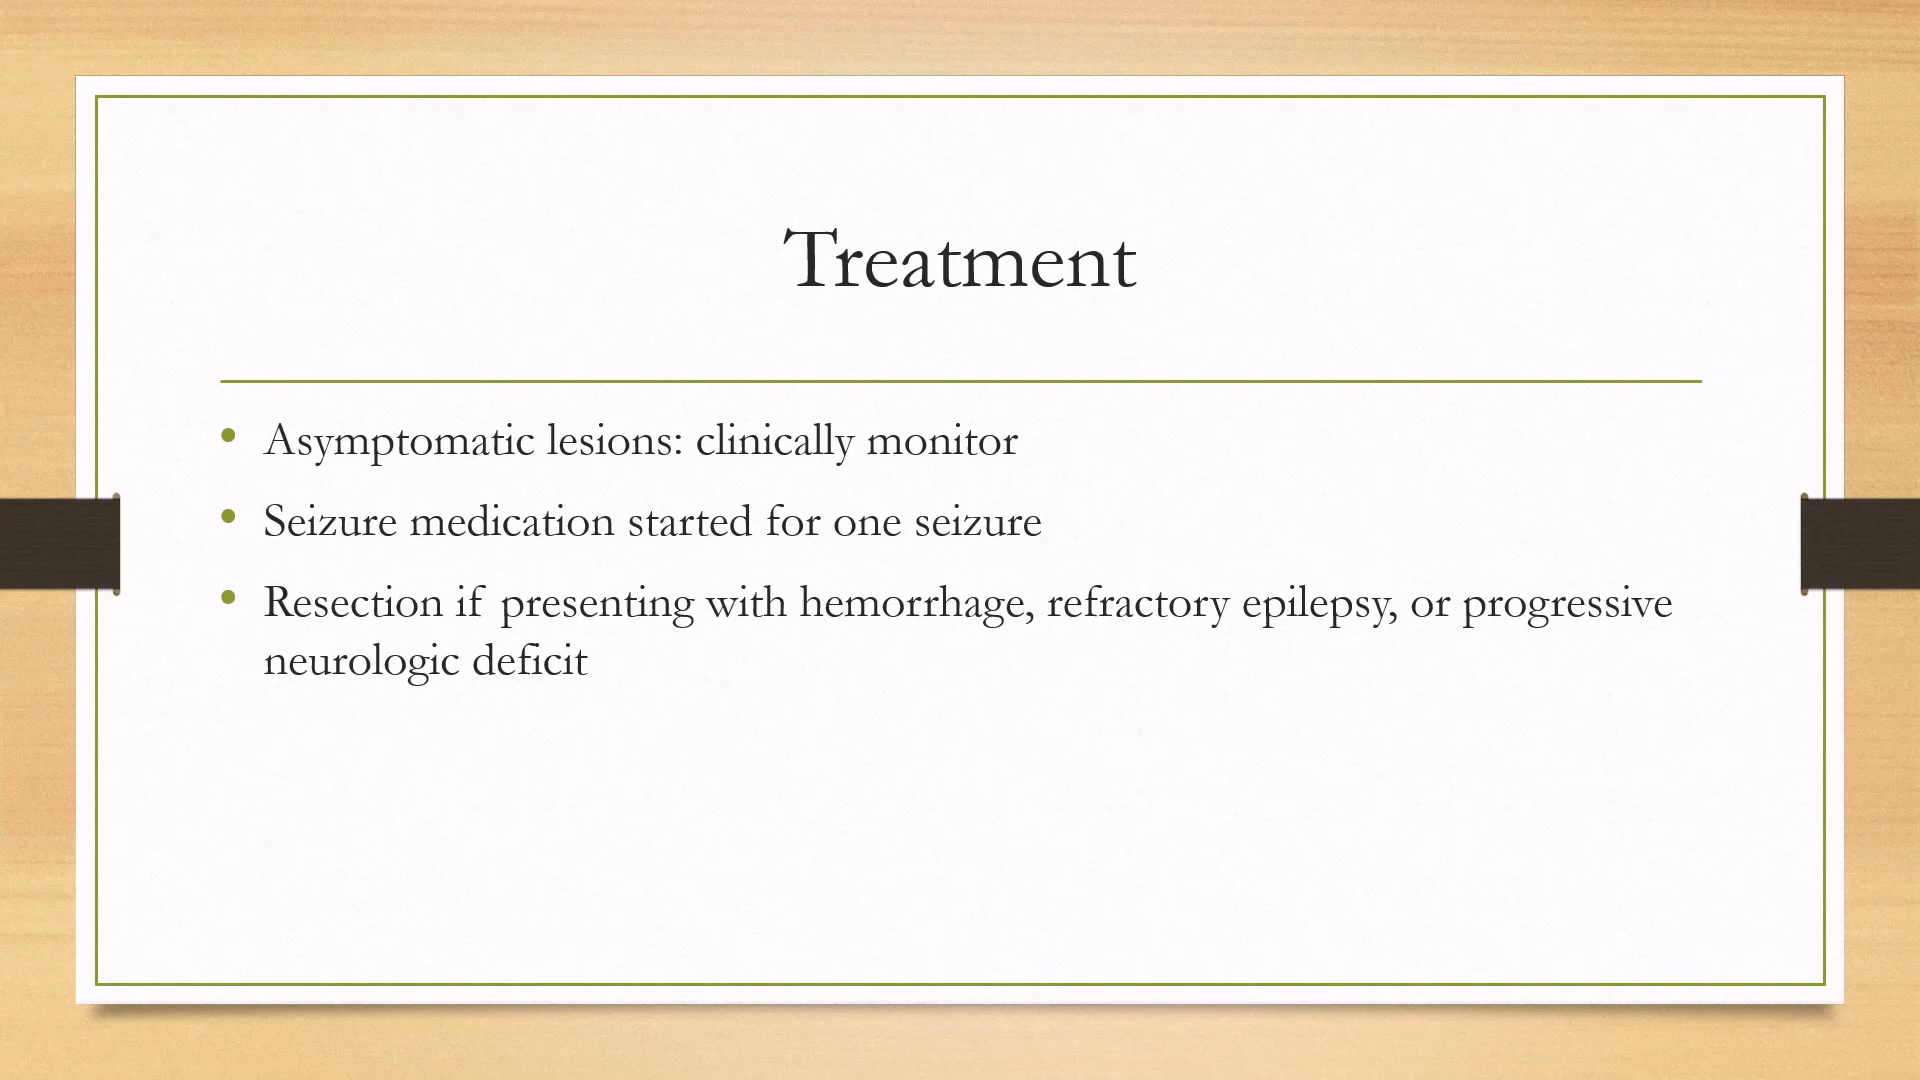 Treatment
• Asymptomatic lesions: clinically monitor
• Seizure medication started for one seizure
• Resection if presenting with hemorrhage, refractory epilepsy, or progressive
neurologic deficit